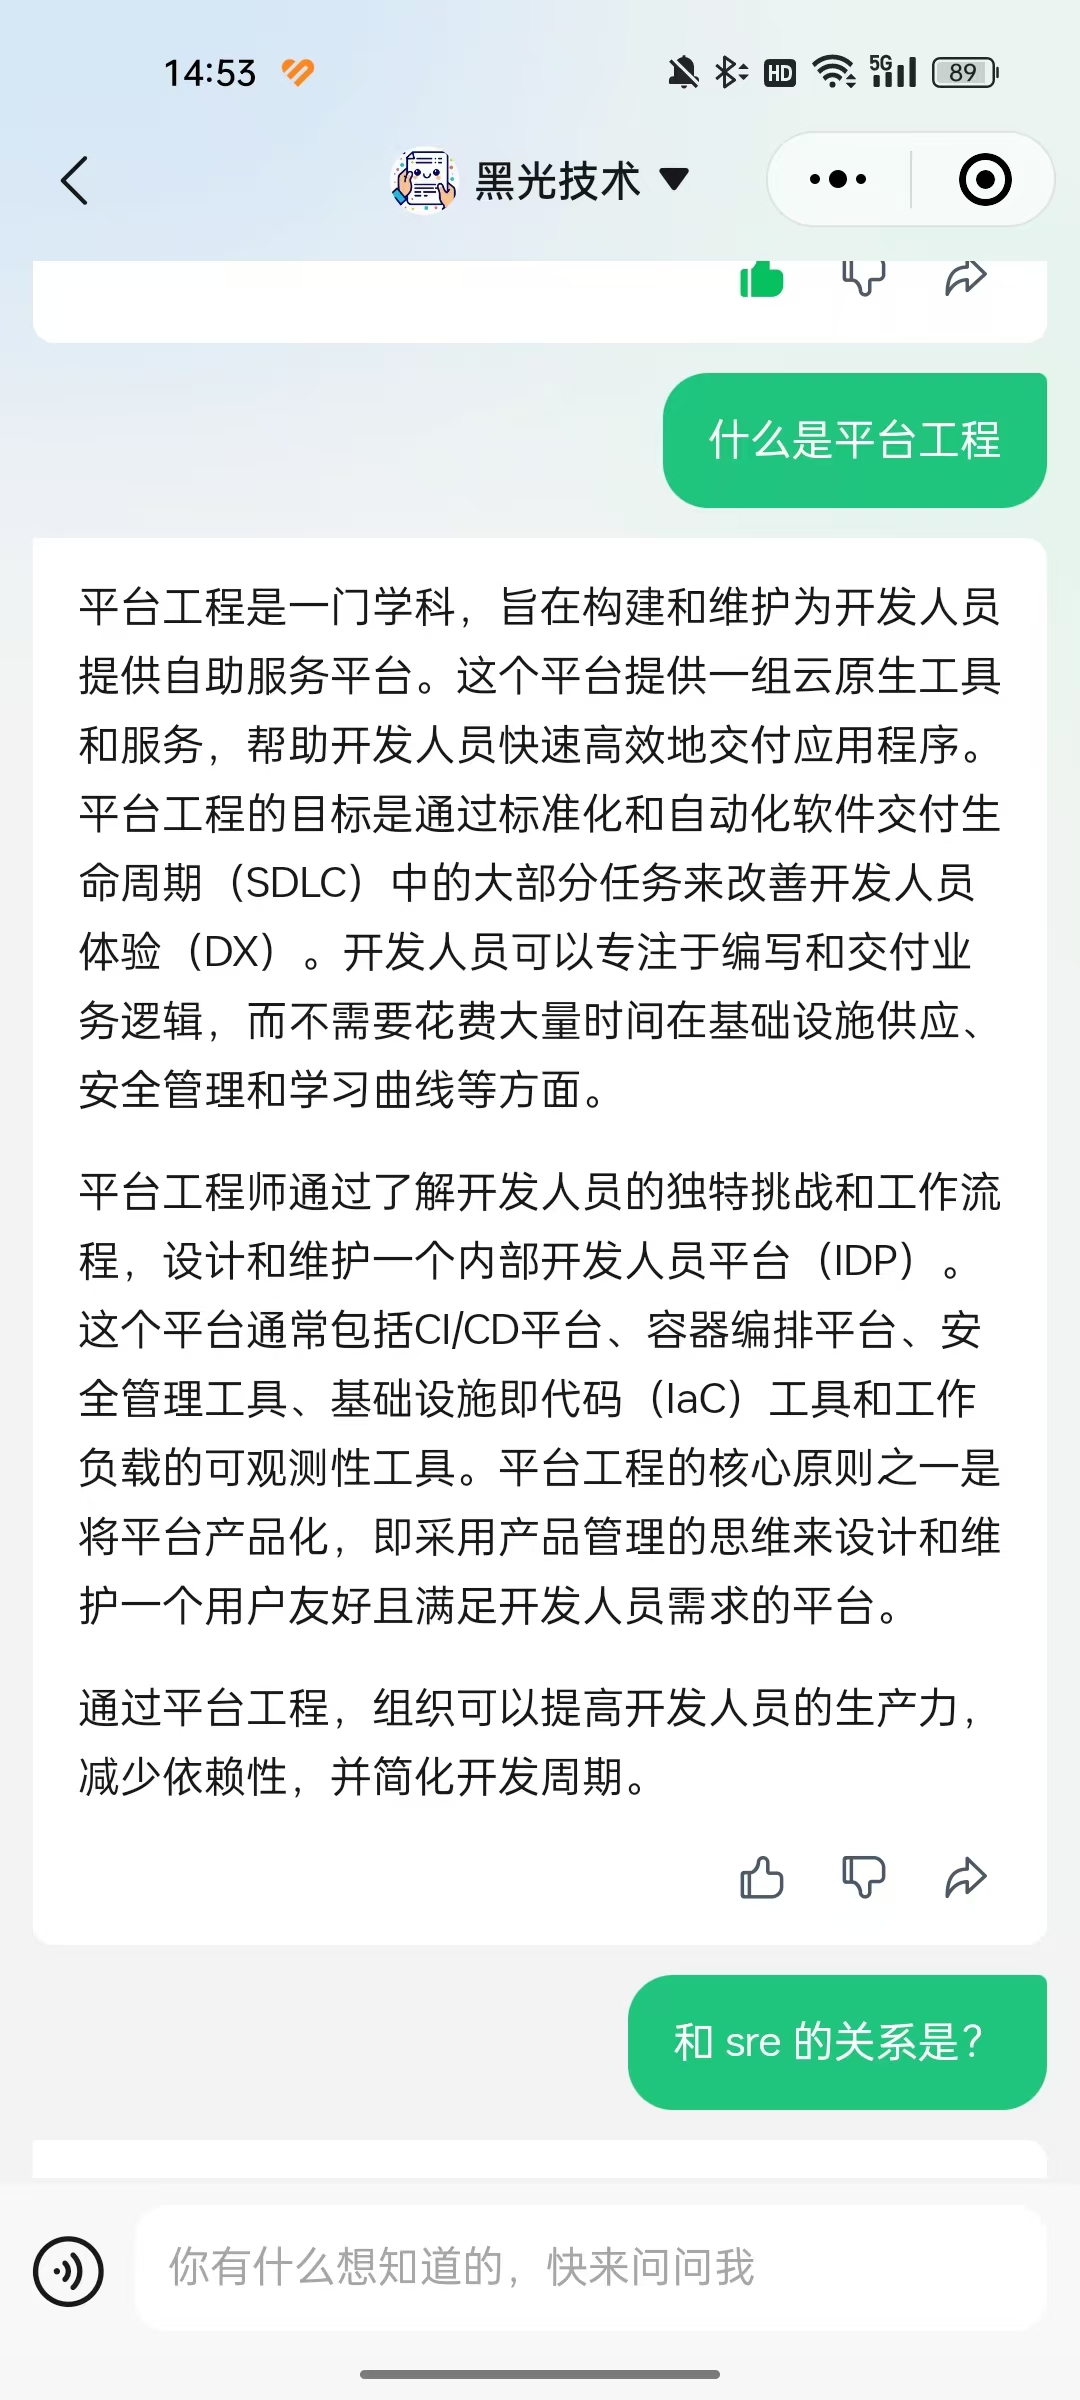 14:53
HD
5G
89
黑光技术
什么是平台工程
平台工程是一门学科，旨在构建和维护为开发人员
提供自助服务平台。这个平台提供一组云原生工具
和服务，帮助开发人员快速高效地交付应用程序。
平台工程的目标是通过标准化和自动化软件交付生
命周期（SDLC）中的大部分任务来改善开发人员
体验（DX）。开发人员可以专注于编写和交付业
务逻辑，而不需要花费大量时间在基础设施供应、
安全管理和学习曲线等方面。
平台工程师通过了解开发人员的独特挑战和工作流
程，设计和维护一个内部开发人员平台（IDP）。
这个平台通常包括CI/CD平台、容器编排平台、安
全管理工具、基础设施即代码（IaC）工具和工作
负载的可观测性工具。平台工程的核心原则之一是
将平台产品化，即采用产品管理的思维来设计和维
护一个用户友好且满足开发人员需求的平台。
通过平台工程，组织可以提高开发人员的生产力，
减少依赖性，并简化开发周期。
和 sre 的关系是？
你有什么想知道的，快来问问我